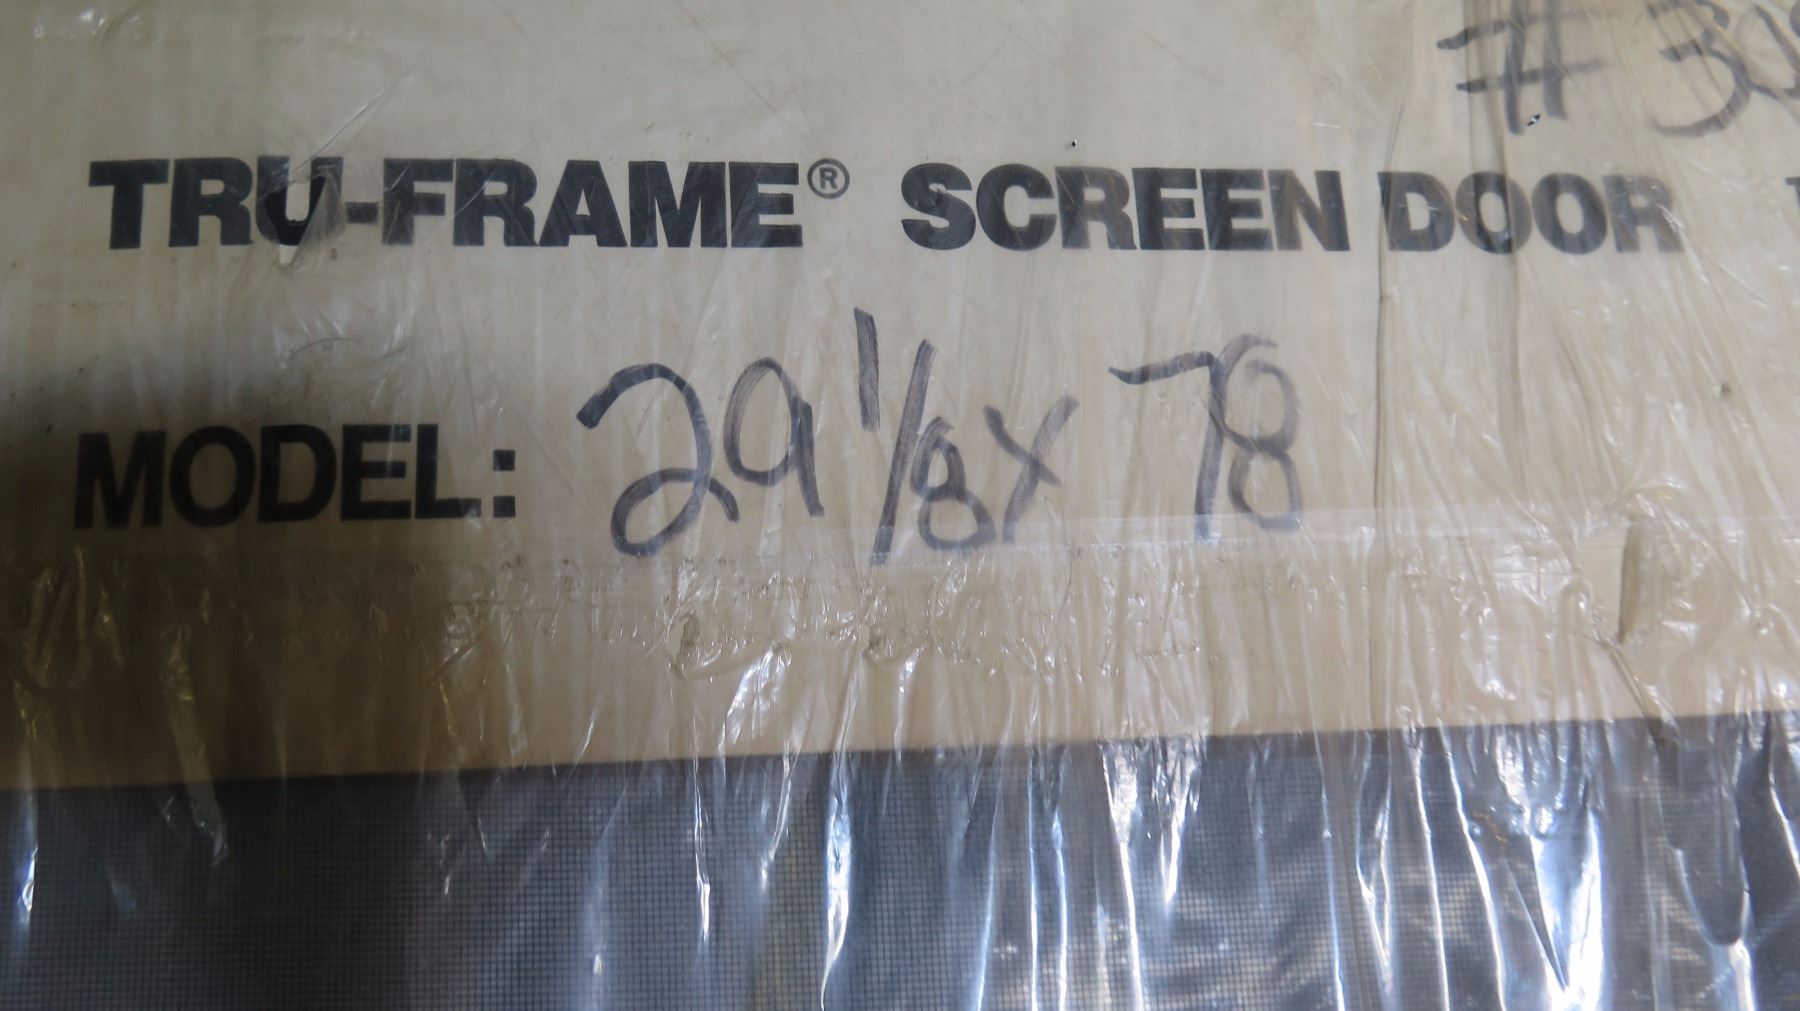 TRU-FRAME® SCREEN DOOR
MODEL: 29 1/8 X 78